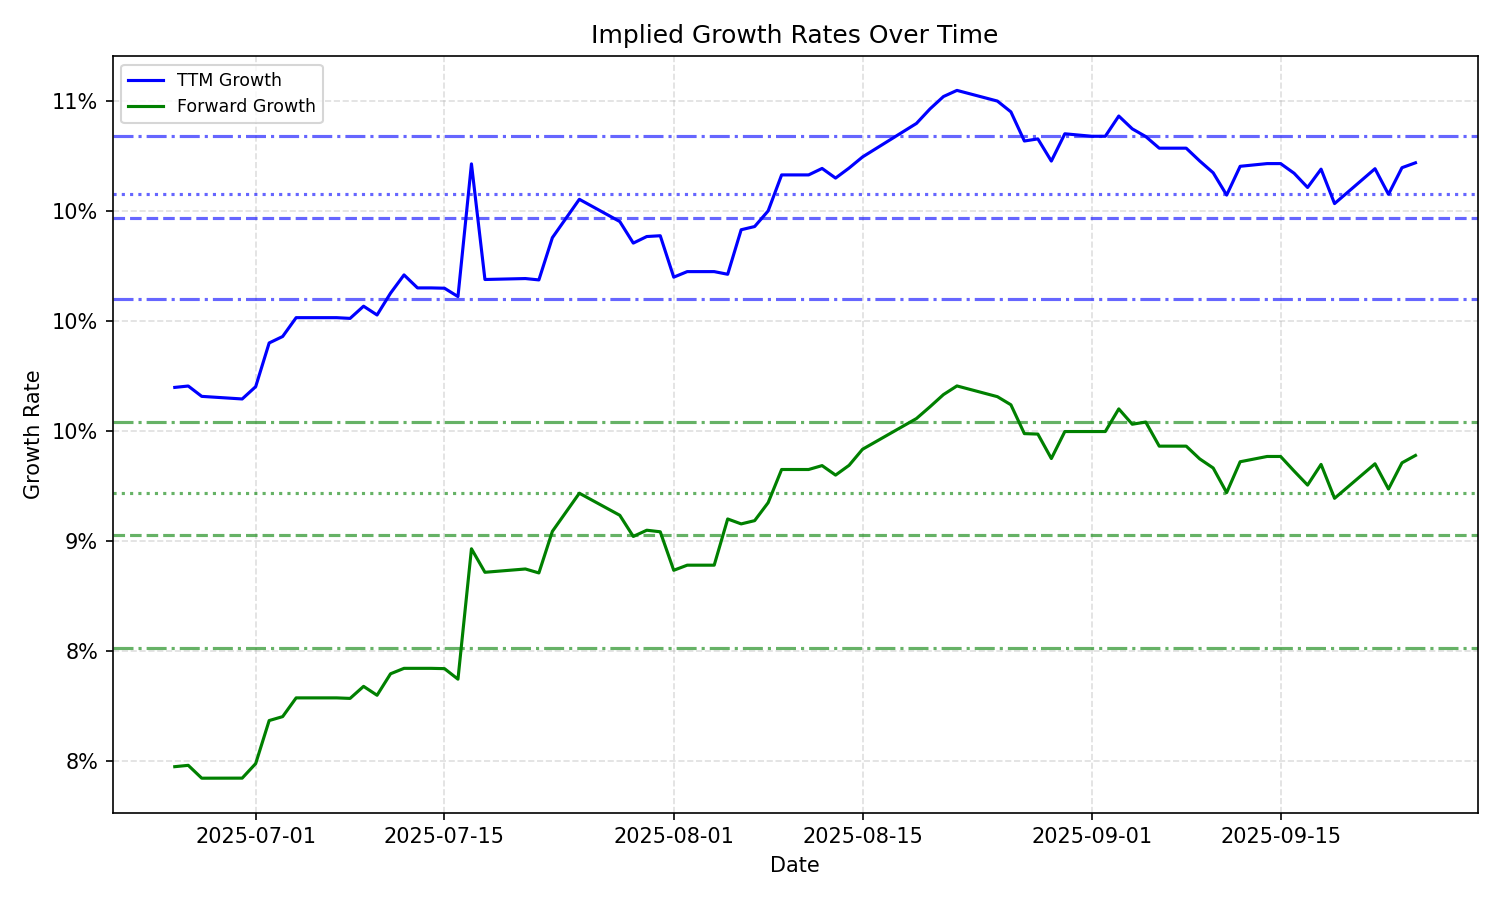 Implied Growth Rates Over Time
TTM Growth
Forward Growth
11%
10%
10%
10%
9%
8%
8%
Growth Rate
2025-07-01
2025-07-15
2025-08-01
2025-08-15
2025-09-01
2025-09-15
Date